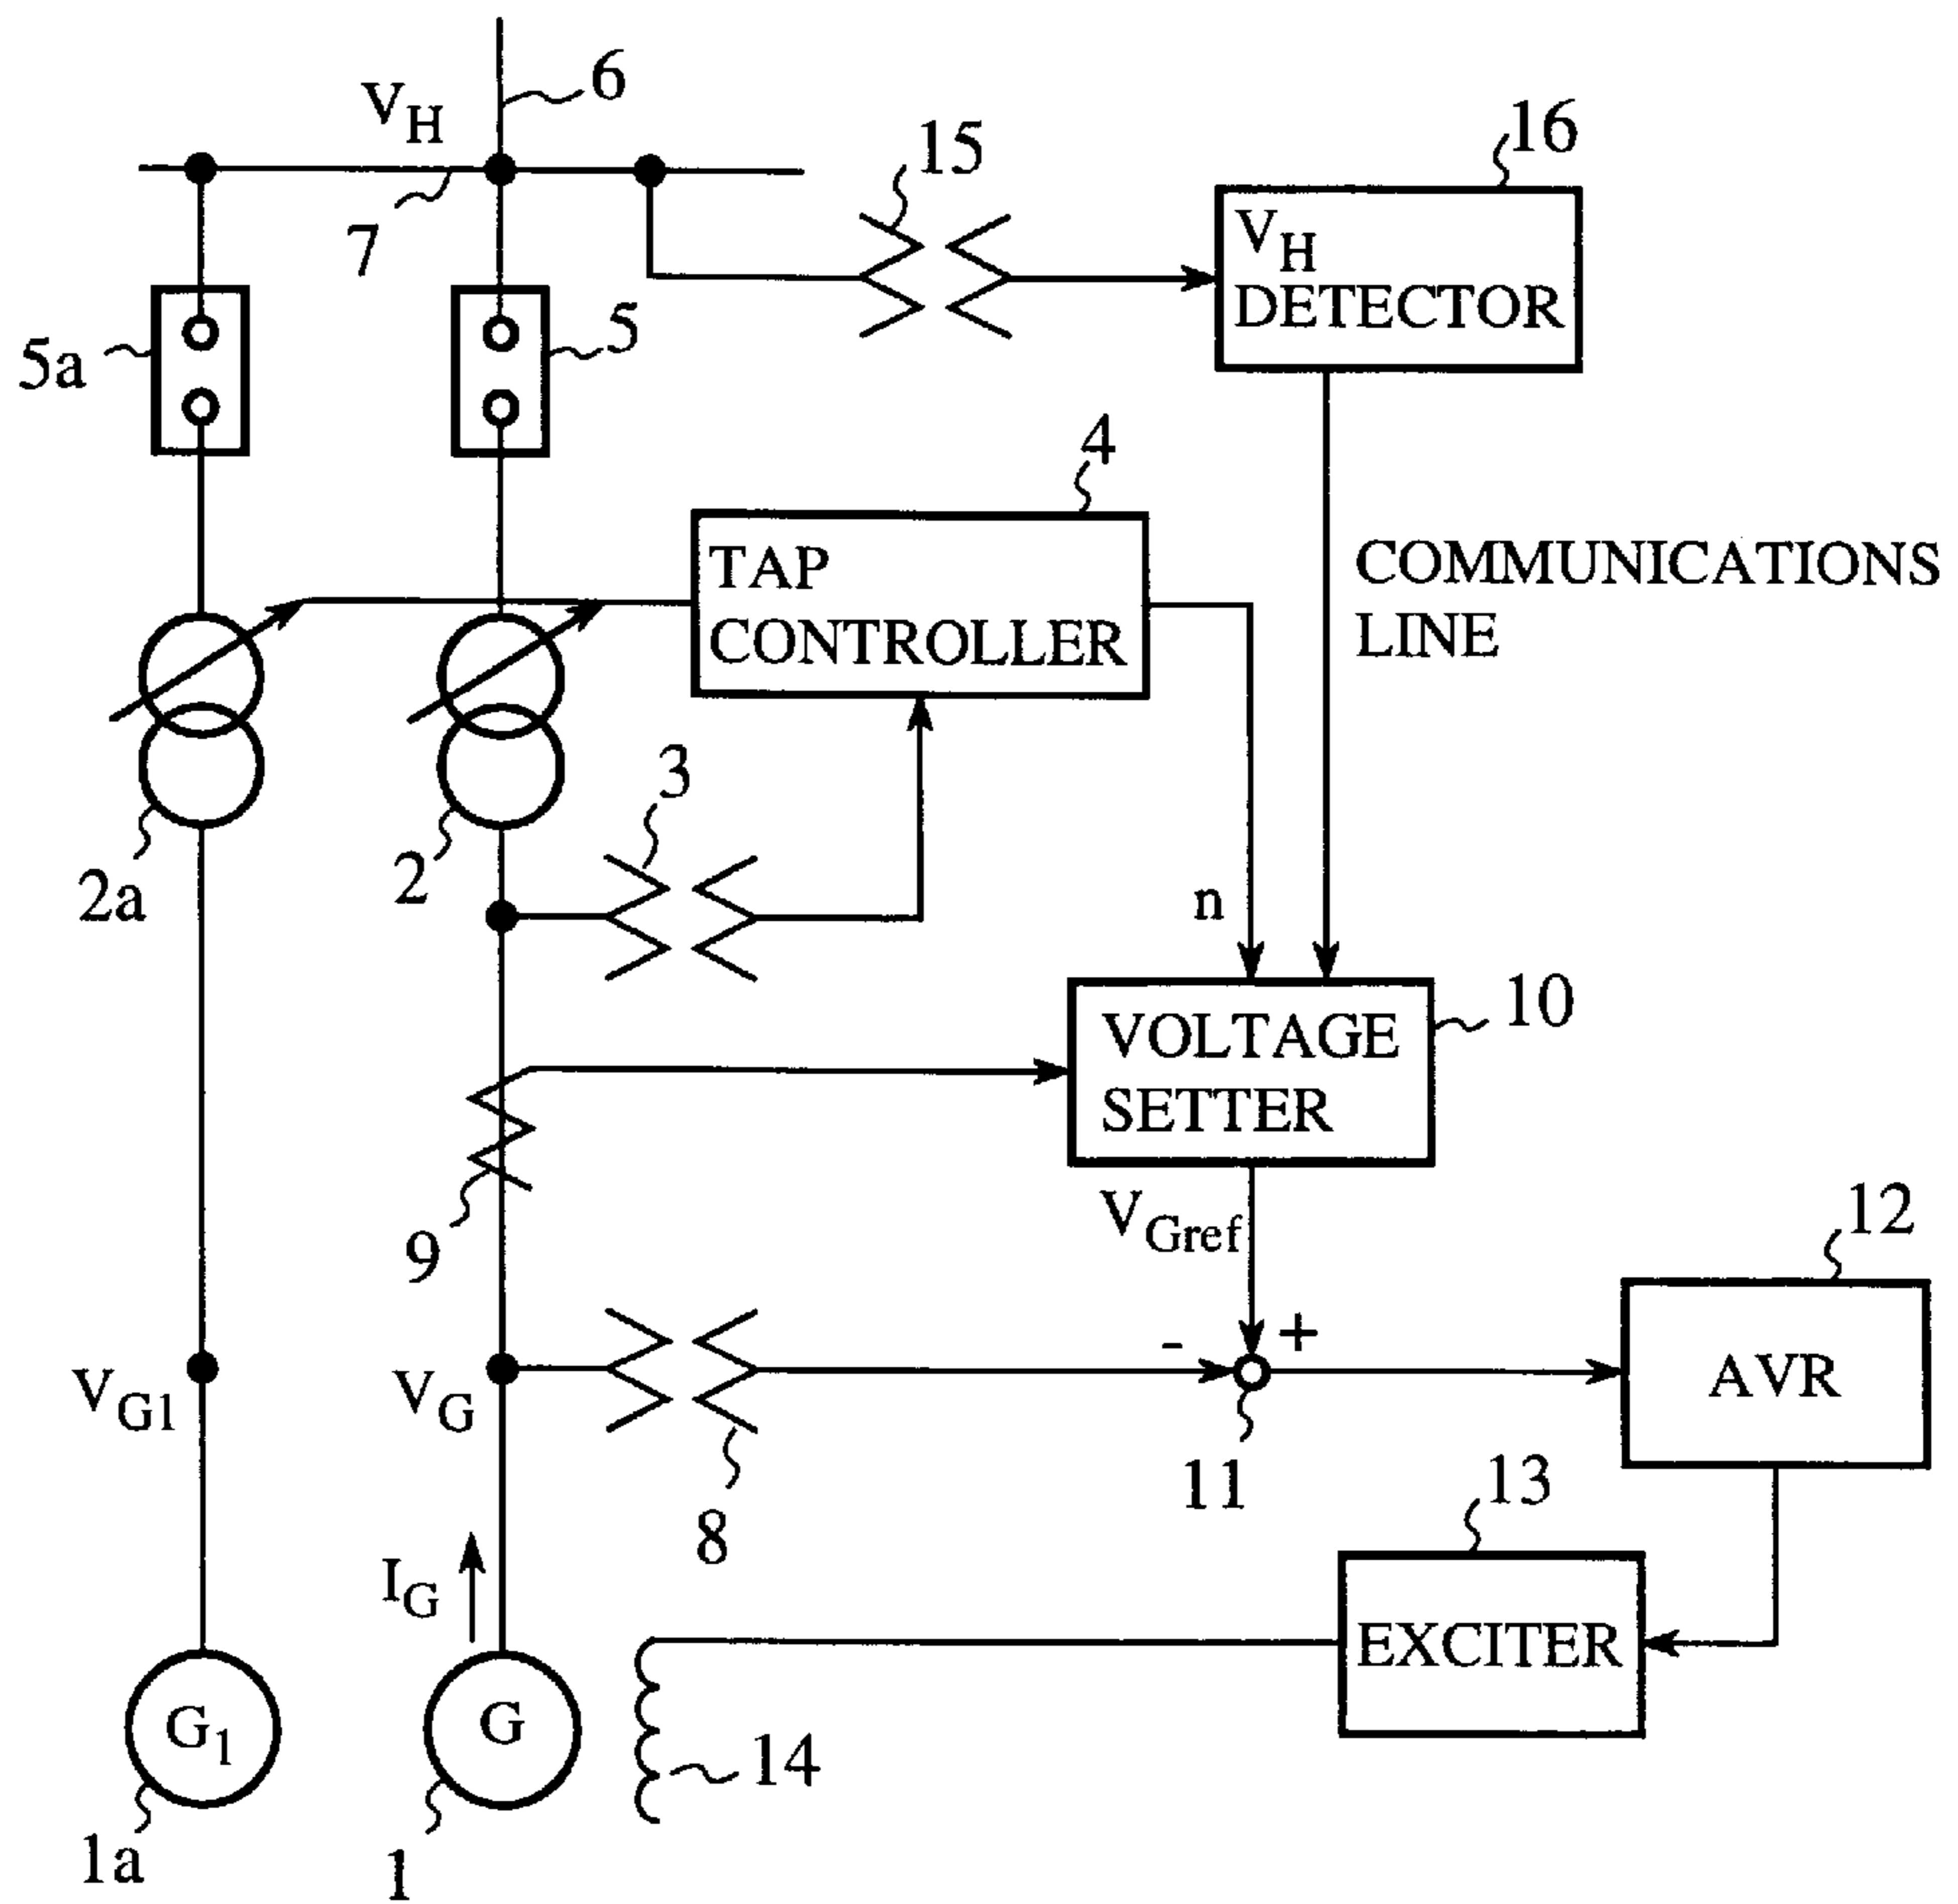 6
V_H
15
16
7
V_H
DETECTOR
5a
5
4
TAP
CONTROLLER
COMMUNICATIONS
LINE
3
2a
2
n
10
VOLTAGE
SETTER
9
V_Gref
12
- +
AVR
V_G1
V_G
11
8
13
I_G
EXCITER
G_1
G
14
1a
1